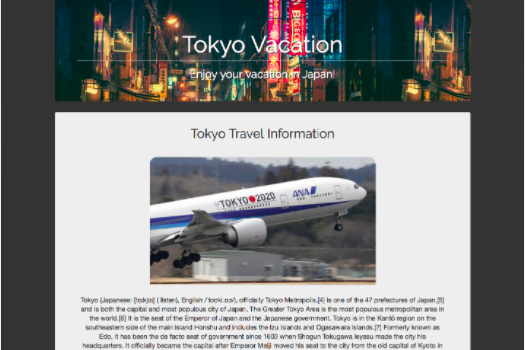 Tokyo Vacation
Enjoy your vacation in Japan!
Tokyo Travel Information
TOKYO 2020
ANA
Tokyo (Japanese: [toːkʲoː] ( listen), English /ˈtoʊki.oʊ/), officially Tokyo Metropolis,[4] is one of the 47 prefectures of Japan,[5]
and is both the capital and most populous city of Japan. The Greater Tokyo Area is the most populous metropolitan area in
the world.[6] It is the seat of the Emperor of Japan and the Japanese government. Tokyo is in the Kantō region on the
southeastern side of the main island Honshu and includes the Izu Islands and Ogasawara Islands.[7] Formerly known as
Edo, it has been the de facto seat of government since 1603 when Shogun Tokugawa Ieyasu made the city his
headquarters. It officially became the capital after Emperor Meiji moved his seat to the city from the old capital of Kyoto in